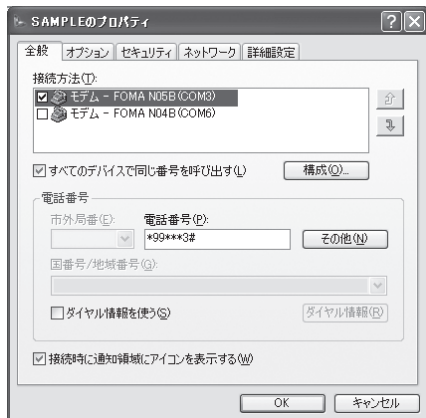 SAMPLEのプロパティ
全般 オプション セキュリティ ネットワーク 詳細設定
接続方法(T):
モデム - FOMA N05B(COM3)
モデム - FOMA N04B(COM6)
すべてのデバイスで同じ番号を呼び出す(L) 構成(O)...
電話番号
市外局番(E): 電話番号(P):
*99***3# その他(N)
国番号/地域番号(G):
ダイヤル情報を使う(S) ダイヤル情報(R)
接続時に通知領域にアイコンを表示する(W)
OK キャンセル